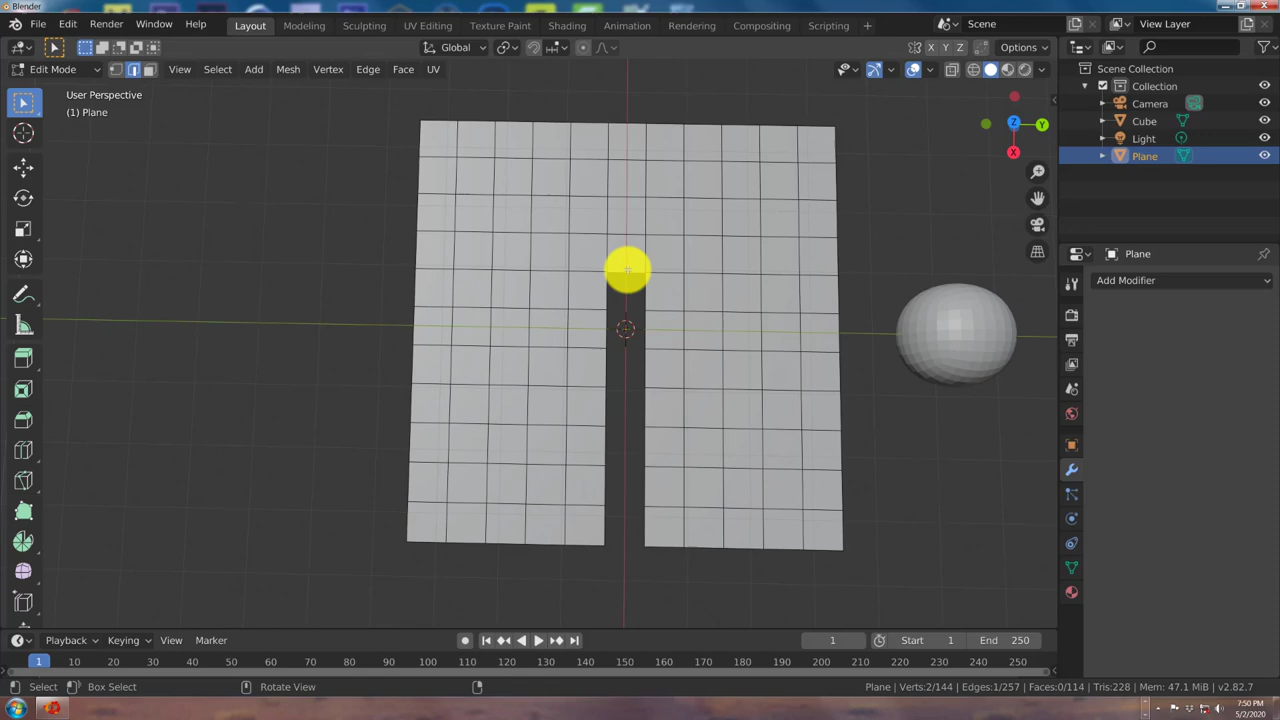 Blender
File Edit Render Window Help Layout Modeling Sculpting UV Editing Texture Paint Shading Animation Rendering Compositing Scripting + Scene View Layer
Global X Y Z Options
Edit Mode View Select Add Mesh Vertex Edge Face UV
Scene Collection
Collection
Camera
Cube
Light
Plane
User Perspective
(1) Plane
Z Y
X
Plane
Add Modifier
Playback Keying View Marker 1 Start 1 End 250
1 10 20 30 40 50 60 70 80 90 100 110 120 130 140 150 160 170 180 190 200 210 220 230 240 250
Select Box Select Rotate View Plane | Verts:2/144 | Edges:1/257 | Faces:0/114 | Tris:228 | Mem: 47.1 MiB | v2.82.7
7:50 PM
5/2/2020